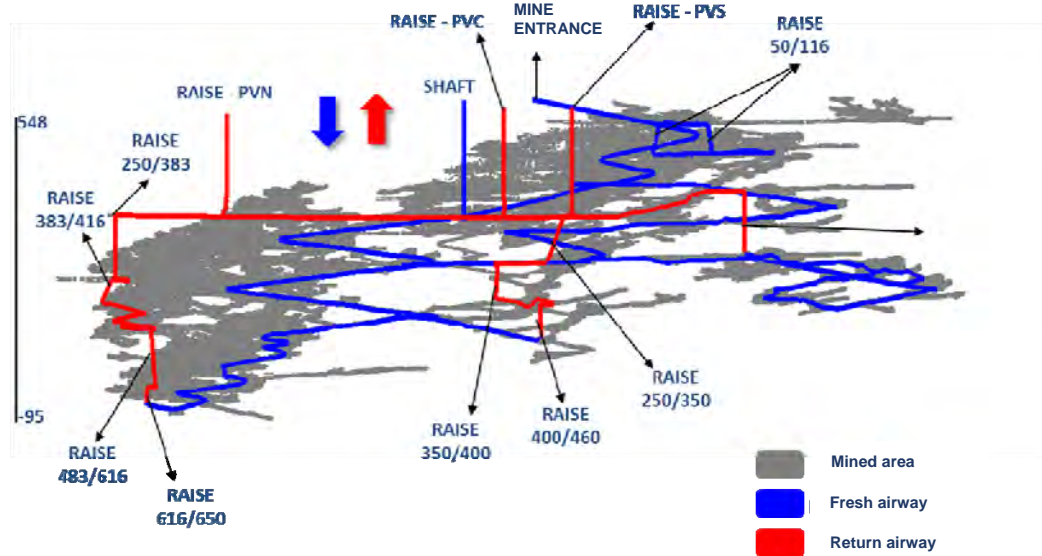 RAISE - PVC
MINE
ENTRANCE
RAISE - PVS
RAISE
50/116
RAISE - PVN
SHAFT
548
RAISE
250/383
RAISE
383/416
-95
RAISE
483/616
RAISE
616/650
RAISE
350/400
RAISE
400/460
RAISE
250/350
Mined area
Fresh airway
Return airway